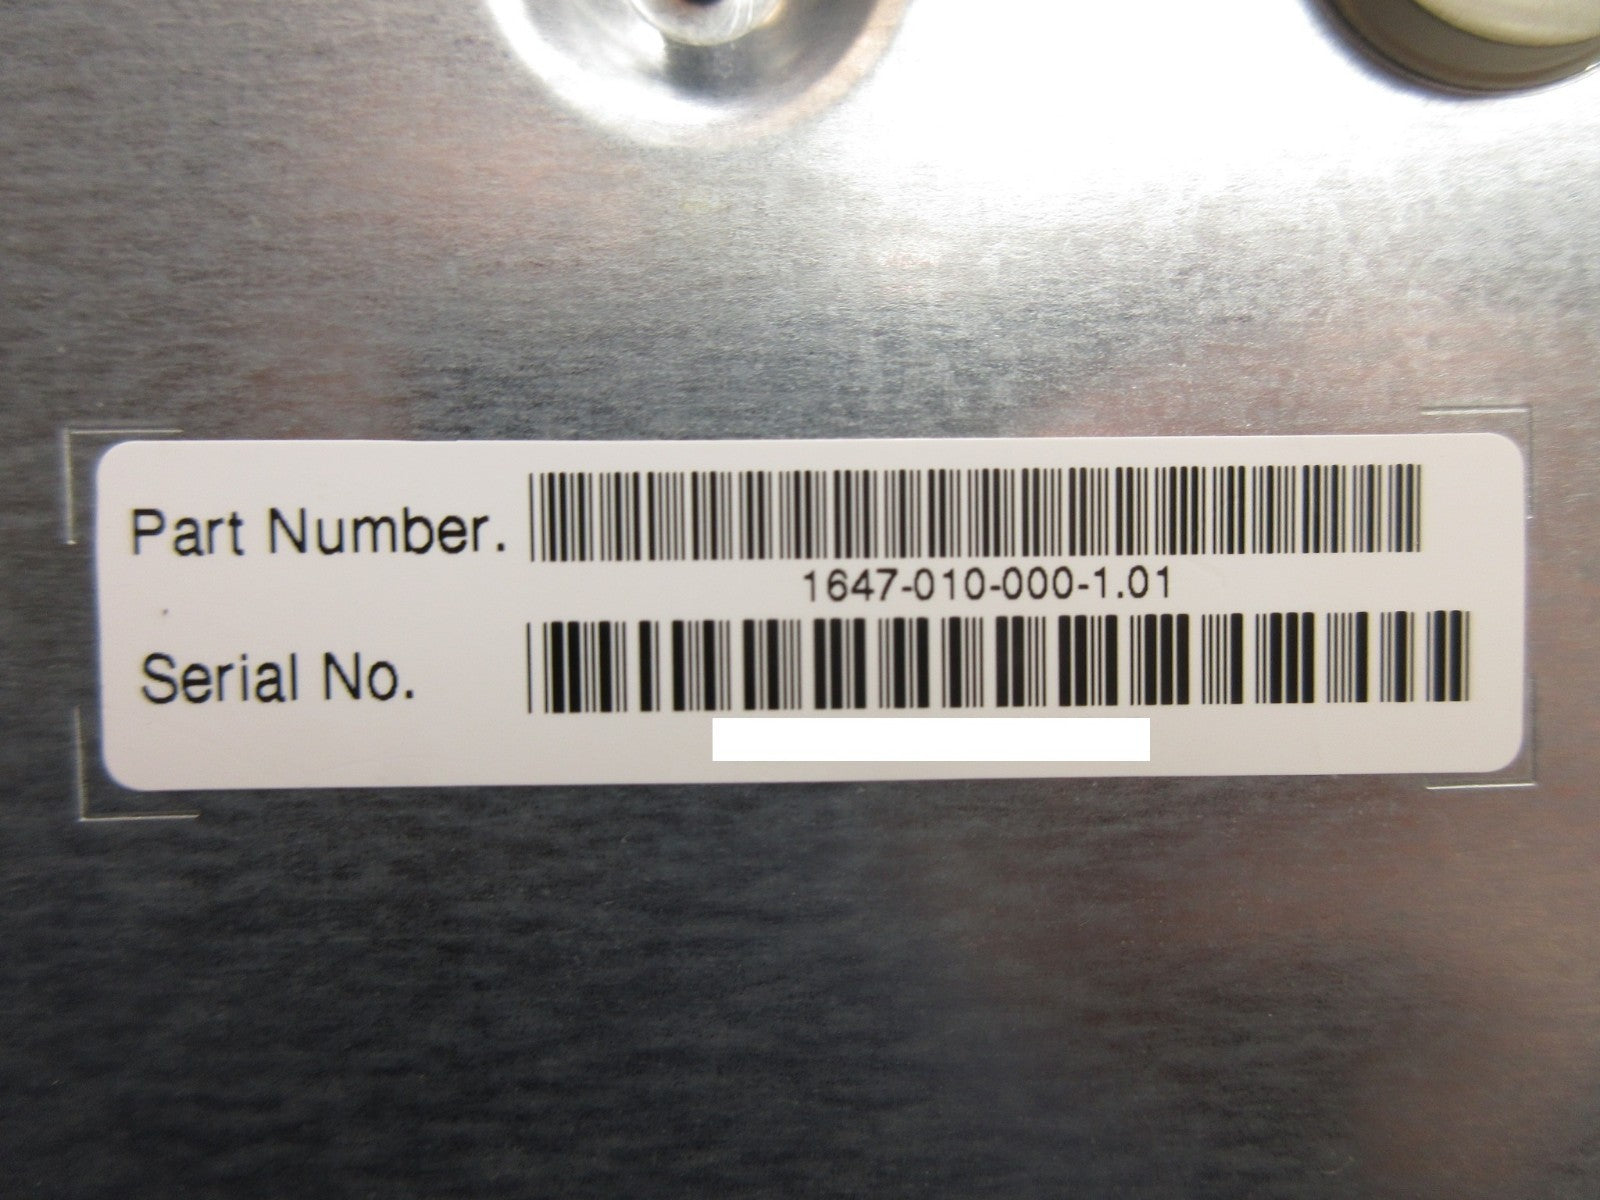 Part Number.
1647-010-000-1.01
Serial No.